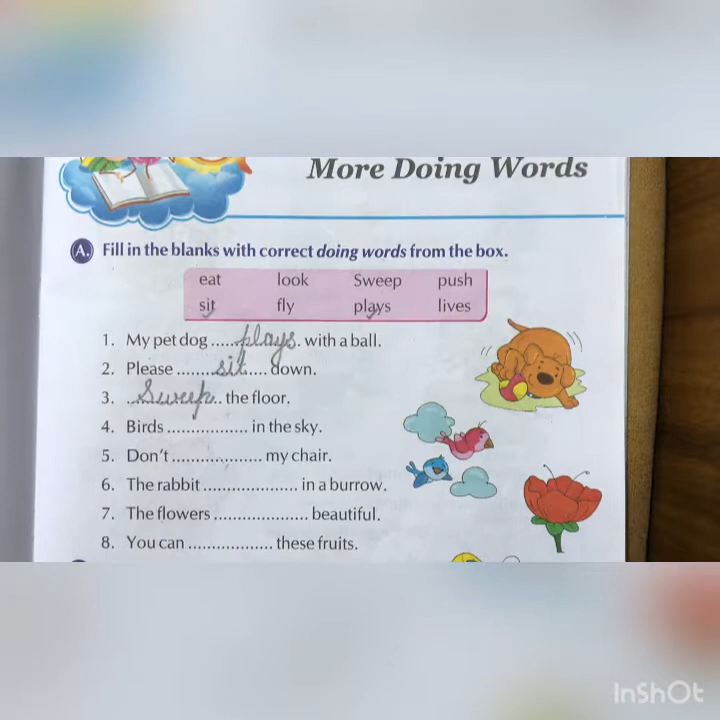 More Doing Words
A. Fill in the blanks with correct doing words from the box.
eat look Sweep push
sit fly plays lives
1. My pet dog .....plays. with a ball.
2. Please ........sit.... down.
3. ..Sweep.. the floor.
4. Birds ................. in the sky.
5. Don't ................... my chair.
6. The rabbit .................... in a burrow.
7. The flowers .................... beautiful.
8. You can .................. these fruits.
InShOt